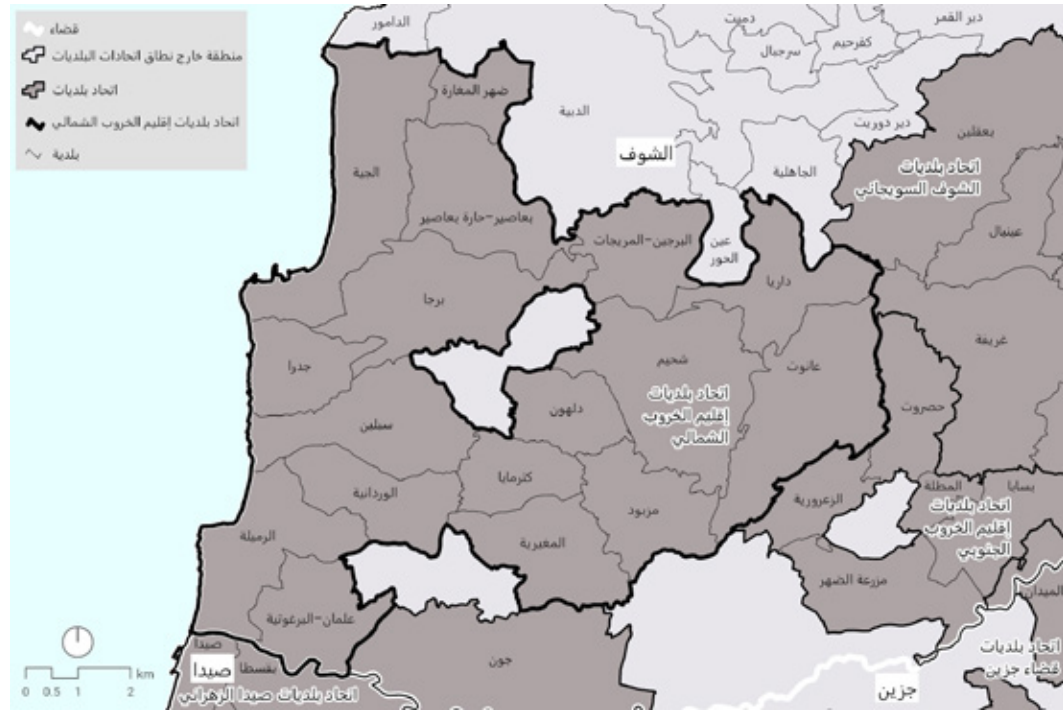 قضاء
منطقة خارج نطاق اتحادات البلديات
اتحاد بلديات
اتحاد بلديات إقليم الخروب الشمالي
بلدية
الدامور
دميت
دير القمر
كفرحيم
سرجبال
ضهر المغارة
الدبية
دير دوريت
بعقلين
الشوف
الجاهلية
اتحاد بلديات
الشوف السويجاني
الجية
بعاصير-حارة بعاصير
البرجين-المريجات
عين
الحور
عينبال
داريا
برجا
غريفة
جدرا
شحيم
عانوت
اتحاد بلديات
إقليم الخروب
الشمالي
دلهون
حصروت
سبلين
كترمايا
الوردانية
مزبود
الزعرورية
المطلة
بسابا
اتحاد بلديات
إقليم الخروب
الجنوبي
الرميلة
المغيرية
مزرعة الضهر
الميدان
علمان-البرغوتية
صيدا
بقسطا
صيدا
جون
اتحاد بلديات
قضاء جزين
جزين
اتحاد بلديات صيدا الزهراني
km
0 0.5 1 2